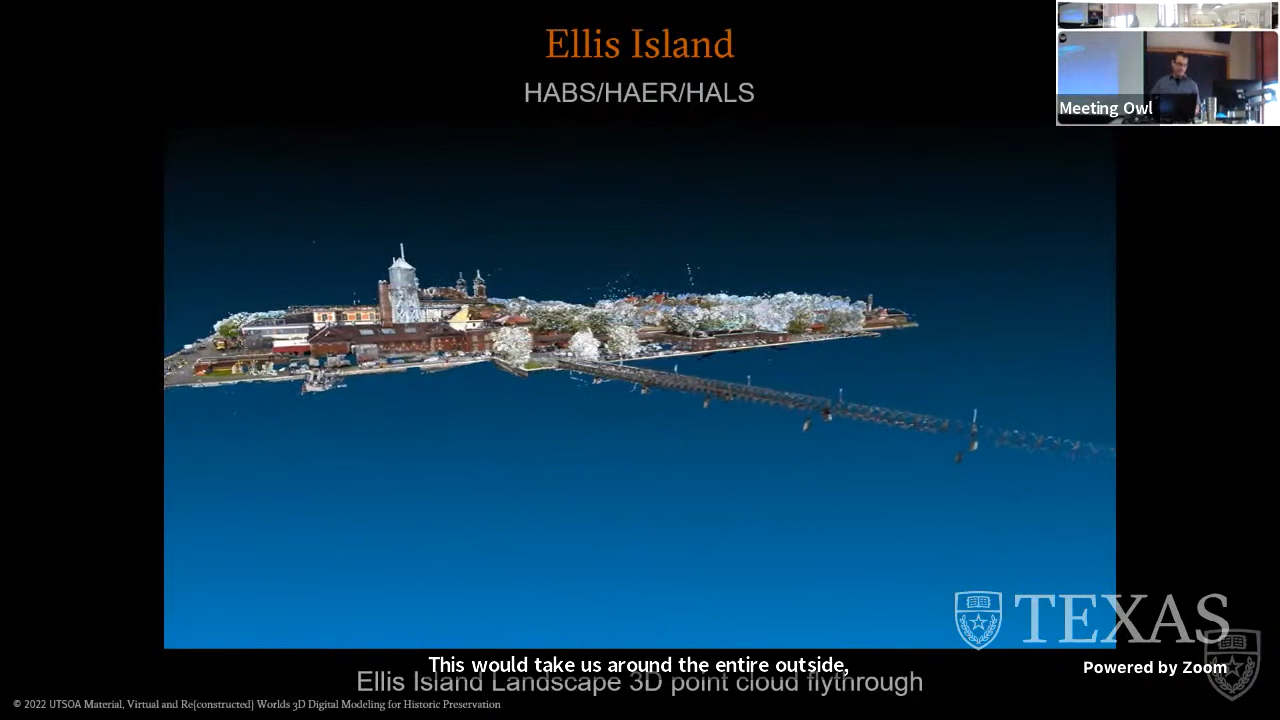 Ellis Island
HABS/HAER/HALS
Meeting Owl
TEXAS
This would take us around the entire outside,
Powered by Zoom
Ellis Island Landscape 3D point cloud flythrough
© 2022 UTSOA Material, Virtual and Re[constructed] Worlds 3D Digital Modeling for Historic Preservation